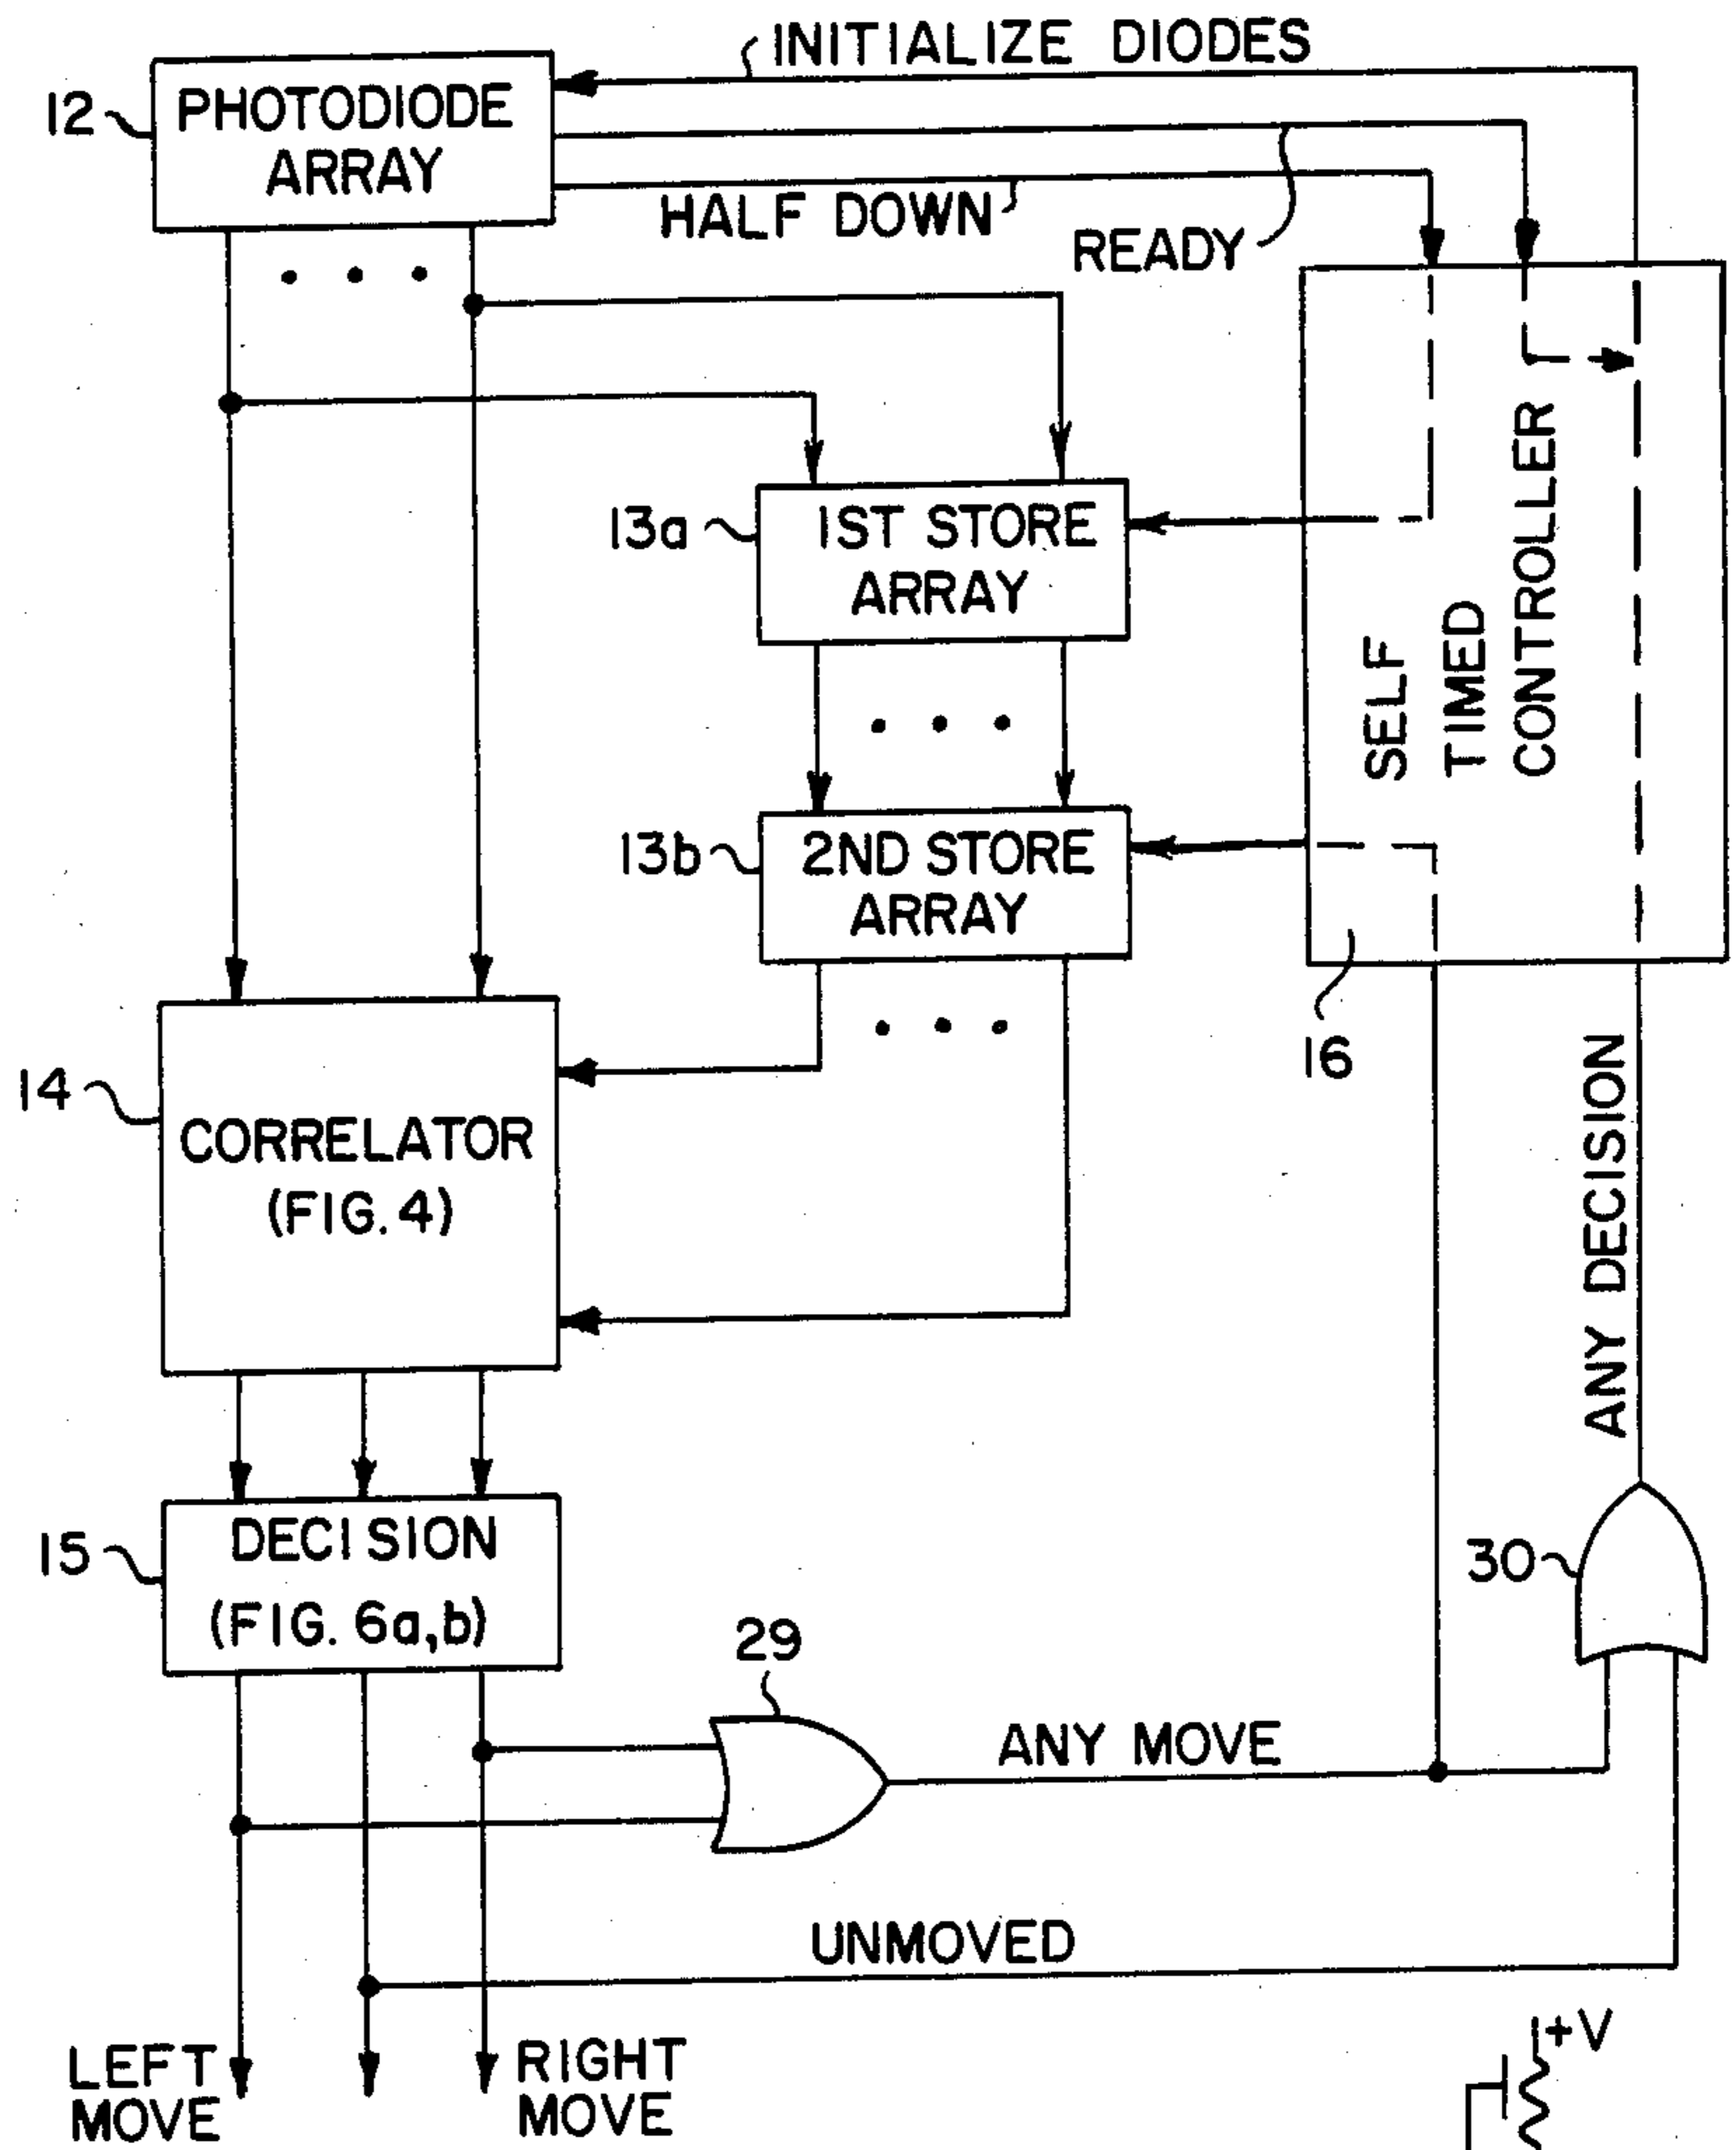 INITIALIZE DIODES
12
PHOTODIODE
ARRAY
HALF DOWN
READY
13a
1ST STORE
ARRAY
SELF
TIMED
CONTROLLER
13b
2ND STORE
ARRAY
16
14
CORRELATOR
(FIG. 4)
ANY DECISION
15
DECISION
(FIG. 6a,b)
30
29
ANY MOVE
UNMOVED
LEFT
MOVE
RIGHT
MOVE
+V